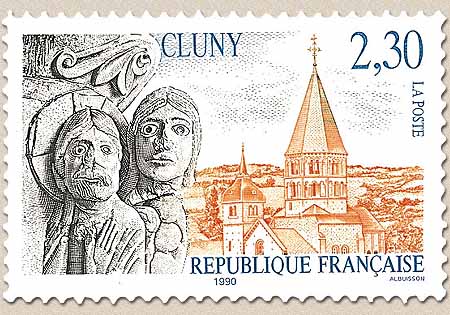 CLUNY
2,30
LA POSTE
REPUBLIQUE FRANÇAISE
1990
ALBUISSON